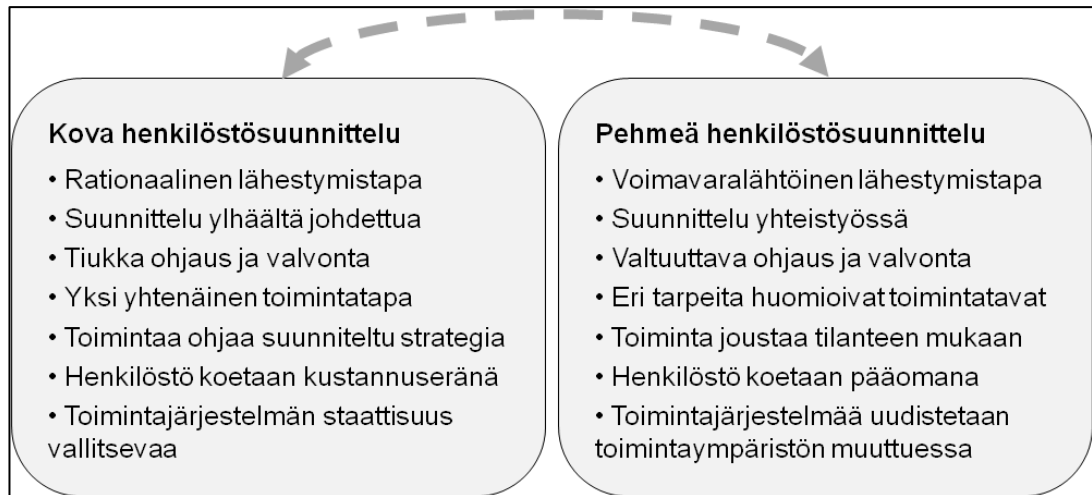 Kova henkilöstösuunnittelu
• Rationaalinen lähestymistapa
• Suunnittelu ylhäältä johdettua
• Tiukka ohjaus ja valvonta
• Yksi yhtenäinen toimintatapa
• Toimintaa ohjaa suunniteltu strategia
• Henkilöstö koetaan kustannuseränä
• Toimintajärjestelmän staattisuus
vallitsevaa
Pehmeä henkilöstösuunnittelu
• Voimavaralähtöinen lähestymistapa
• Suunnittelu yhteistyössä
• Valtuuttava ohjaus ja valvonta
• Eri tarpeita huomioivat toimintatavat
• Toiminta joustaa tilanteen mukaan
• Henkilöstö koetaan pääomana
• Toimintajärjestelmää uudistetaan
toimintaympäristön muuttuessa